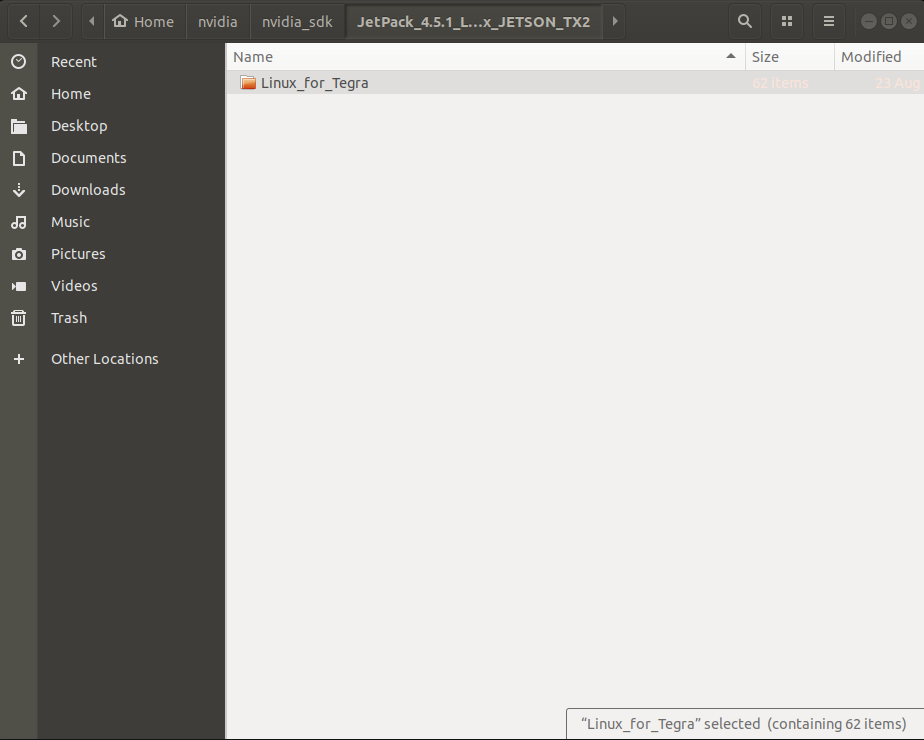 Home nvidia nvidia_sdk JetPack_4.5.1_L...x_JETSON_TX2
Name Size Modified
Linux_for_Tegra 62 items 23 Aug
Recent
Home
Desktop
Documents
Downloads
Music
Pictures
Videos
Trash
Other Locations
“Linux_for_Tegra” selected (containing 62 items)